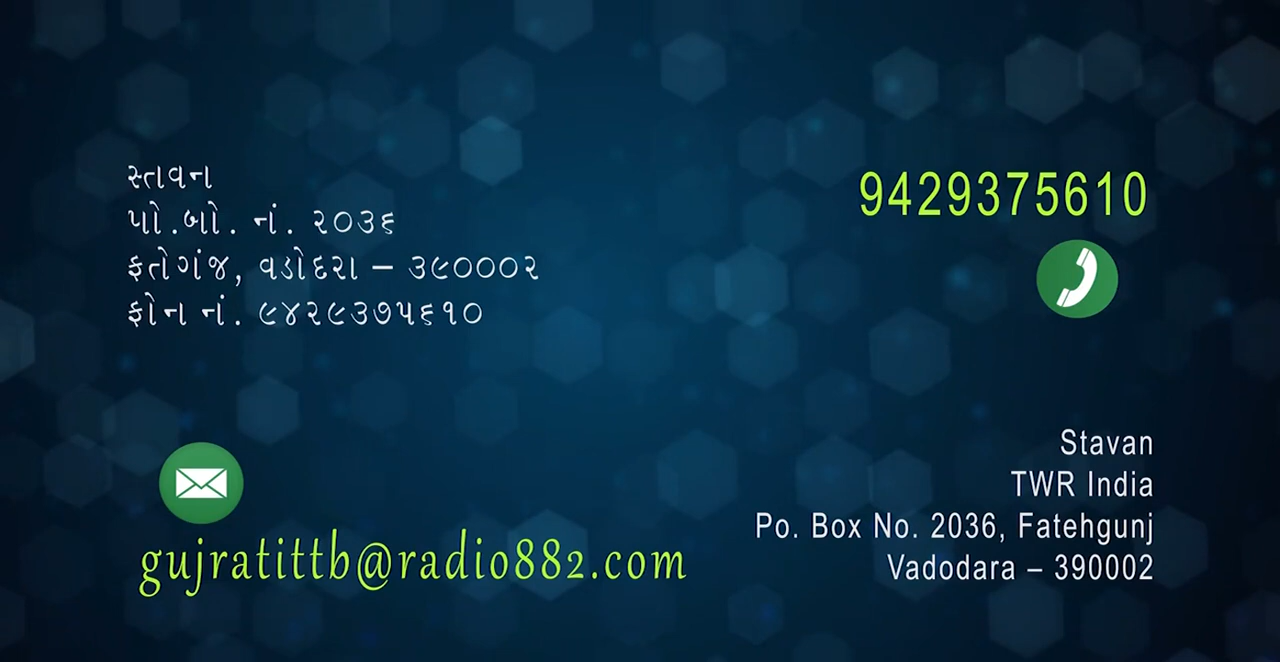 સ્તવન
પો.બો. નં. ૨૦૩૬
ફતેગંજ, વડોદરા – ૩૯૦૦૦૨
ફોન નં. ૯૪૨૯૩૭૫૬૧૦
9429375610
gujratittb@radio882.com
Stavan
TWR India
Po. Box No. 2036, Fatehgunj
Vadodara – 390002